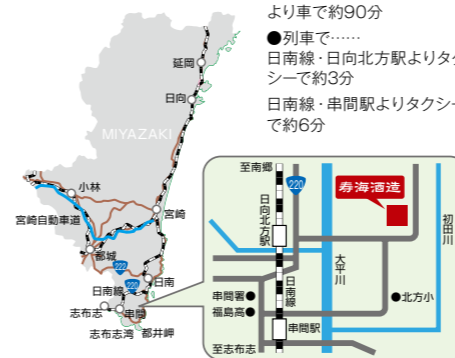 より車で約90分
●列車で……
日南線・日向北方駅よりタク
シーで約3分
日南線・串間駅よりタクシー
で約6分
延岡
日向
MIYAZAKI
小林
宮崎自動車道
宮崎
都城
222
日南
日南線
220
志布志
串間
志布志湾
都井岬
至南郷
220
寿海酒造
日向北方駅
初田川
大平川
日南線
串間署●
福島高●
●北方小
串間駅
至志布志